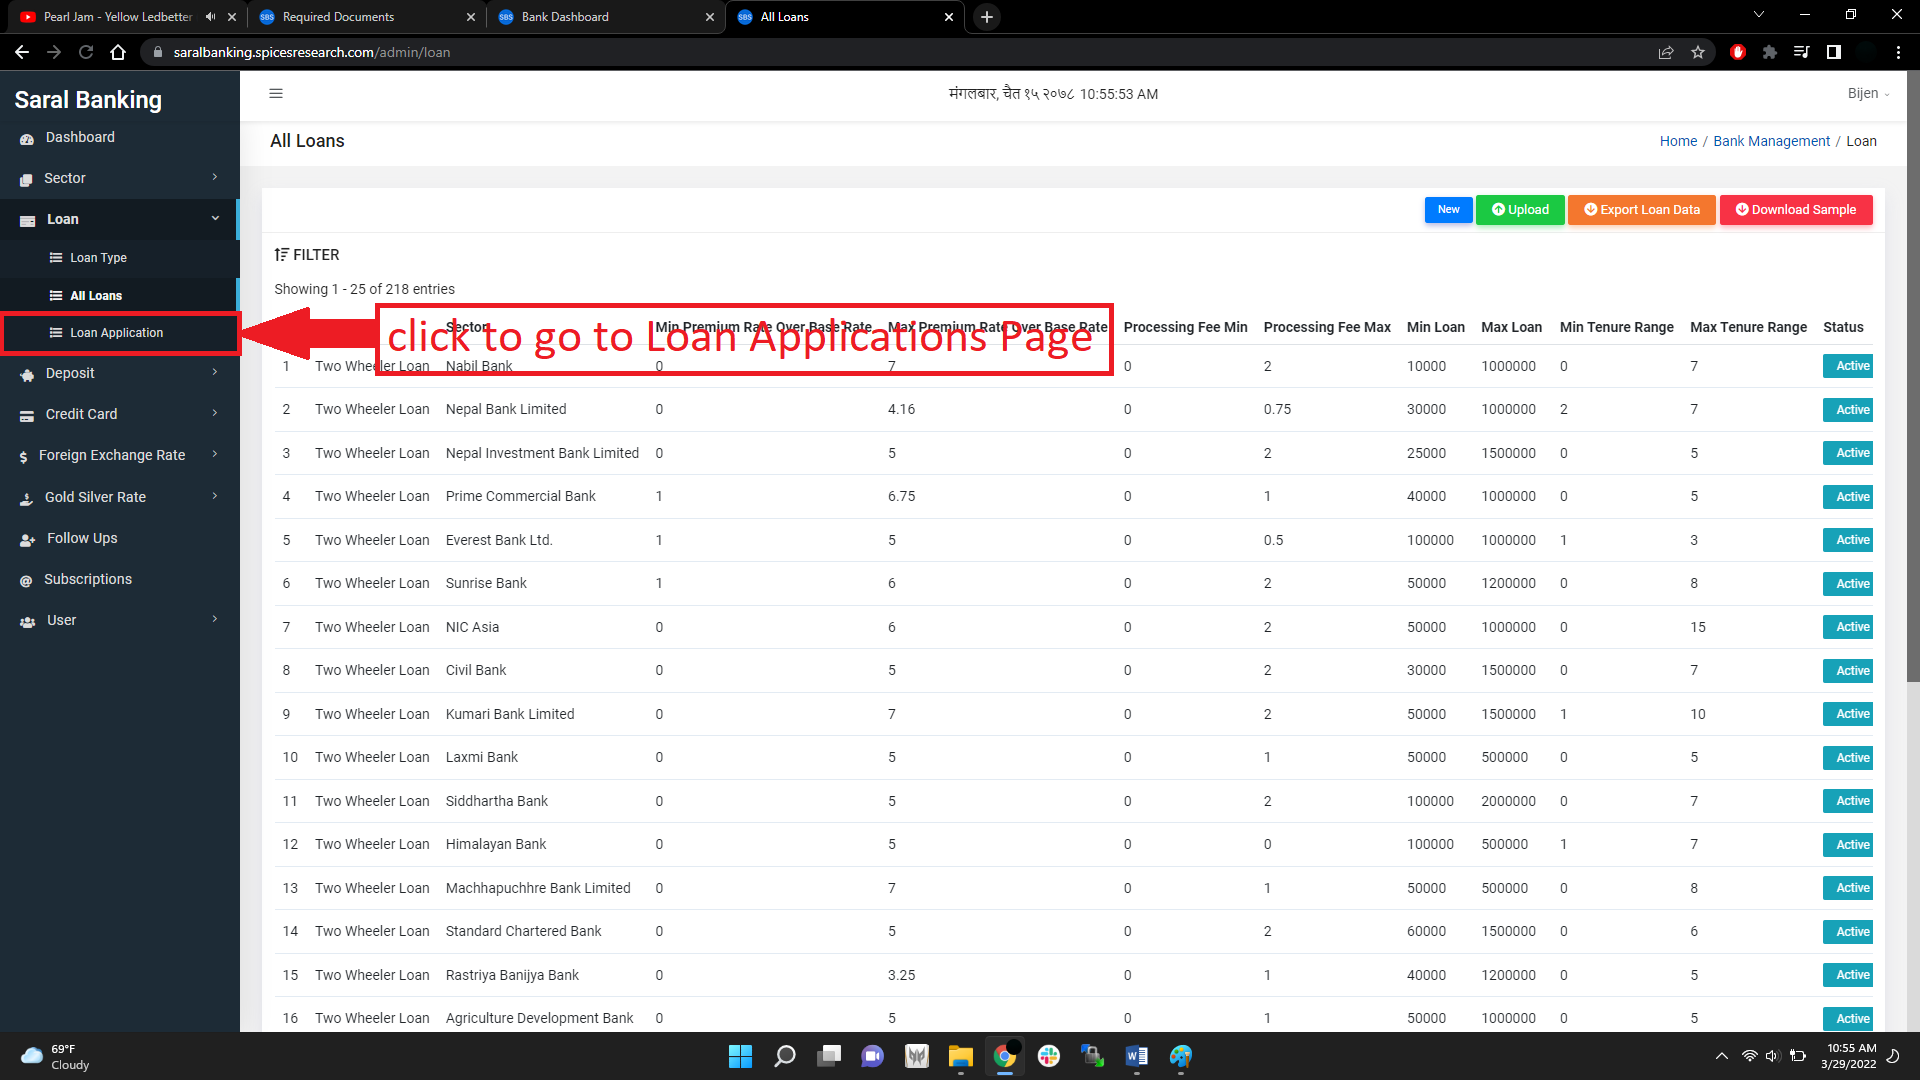 Pearl Jam - Yellow Ledbetter
Required Documents
Bank Dashboard
All Loans
saralbanking.spicesresearch.com/admin/loan
Saral Banking
मंगलबार, चैत १५ २०७८ 10:55:53 AM
Bijen
Dashboard
Sector
Loan
Loan Type
All Loans
Loan Application
Deposit
Credit Card
Foreign Exchange Rate
Gold Silver Rate
Follow Ups
Subscriptions
User
All Loans
Home / Bank Management / Loan
New Upload Export Loan Data Download Sample
FILTER
Showing 1 - 25 of 218 entries
click to go to Loan Applications Page
Sector Min Premium Rate Over Base Rate Max Premium Rate Over Base Rate Processing Fee Min Processing Fee Max Min Loan Max Loan Min Tenure Range Max Tenure Range Status
1 Two Wheeler Loan Nabil Bank 0 7 0 2 10000 1000000 0 7 Active
2 Two Wheeler Loan Nepal Bank Limited 0 4.16 0 0.75 30000 1000000 2 7 Active
3 Two Wheeler Loan Nepal Investment Bank Limited 0 5 0 2 25000 1500000 0 5 Active
4 Two Wheeler Loan Prime Commercial Bank 1 6.75 0 1 40000 1000000 0 5 Active
5 Two Wheeler Loan Everest Bank Ltd. 1 5 0 0.5 100000 1000000 1 3 Active
6 Two Wheeler Loan Sunrise Bank 1 6 0 2 50000 1200000 0 8 Active
7 Two Wheeler Loan NIC Asia 0 6 0 2 50000 1000000 0 15 Active
8 Two Wheeler Loan Civil Bank 0 5 0 2 30000 1500000 0 7 Active
9 Two Wheeler Loan Kumari Bank Limited 0 7 0 2 50000 1500000 1 10 Active
10 Two Wheeler Loan Laxmi Bank 0 5 0 1 50000 500000 0 5 Active
11 Two Wheeler Loan Siddhartha Bank 0 5 0 2 100000 2000000 0 7 Active
12 Two Wheeler Loan Himalayan Bank 0 5 0 0 100000 500000 1 7 Active
13 Two Wheeler Loan Machhapuchhre Bank Limited 0 7 0 1 50000 500000 0 8 Active
14 Two Wheeler Loan Standard Chartered Bank 0 5 0 2 60000 1500000 0 6 Active
15 Two Wheeler Loan Rastriya Banijya Bank 0 3.25 0 1 40000 1200000 0 5 Active
16 Two Wheeler Loan Agriculture Development Bank 0 5 0 1 50000 1000000 0 5 Active
69°F
Cloudy
10:55 AM
3/29/2022